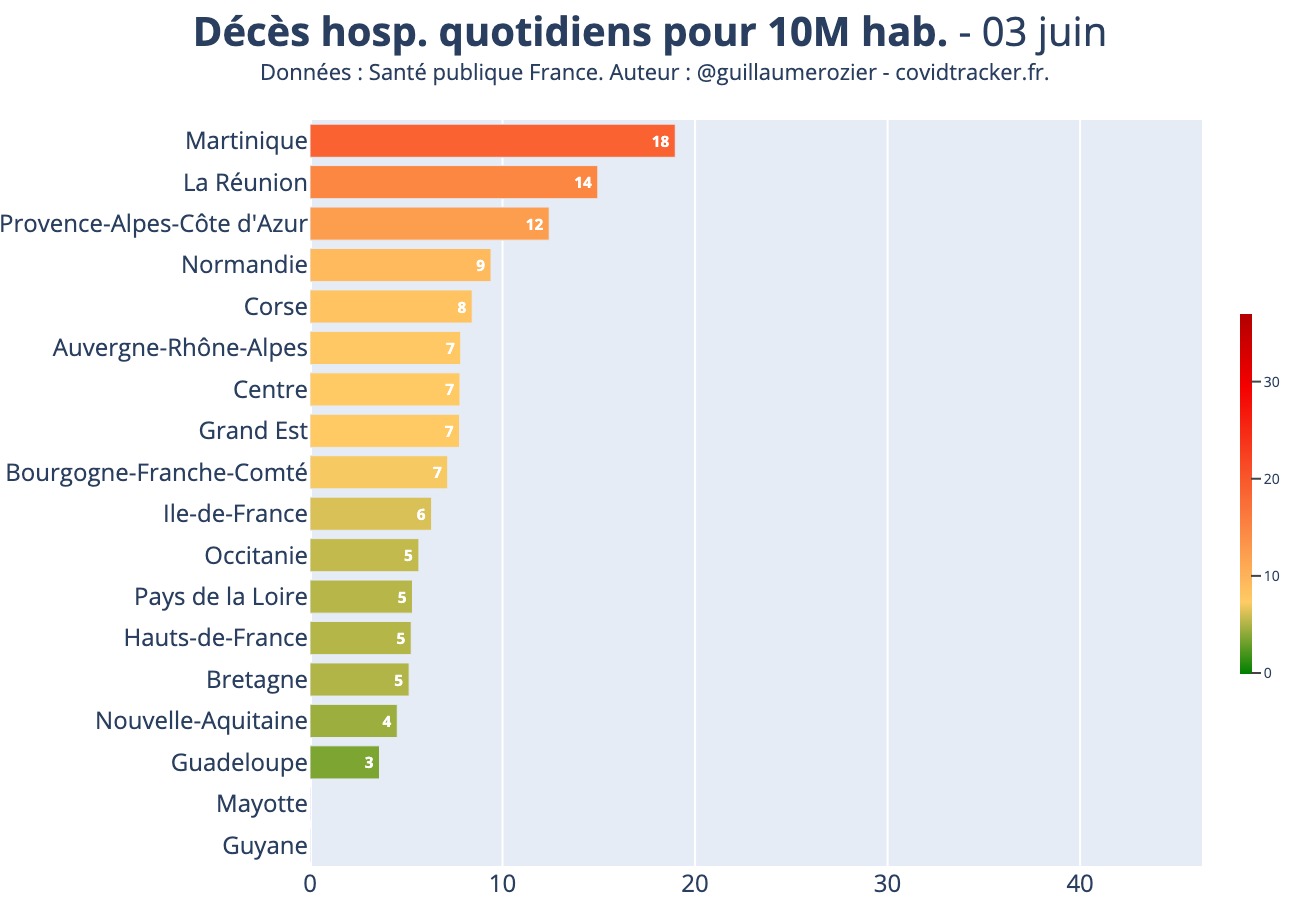 Décès hosp. quotidiens pour 10M hab. - 03 juin
Données : Santé publique France. Auteur : @guillaumerozier - covidtracker.fr.
Martinique 18
La Réunion 14
Provence-Alpes-Côte d'Azur 12
Normandie 9
Corse 8
Auvergne-Rhône-Alpes 7
Centre 7
Grand Est 7
Bourgogne-Franche-Comté 7
Ile-de-France 6
Occitanie 5
Pays de la Loire 5
Hauts-de-France 5
Bretagne 5
Nouvelle-Aquitaine 4
Guadeloupe 3
Mayotte
Guyane
0 10 20 30 40
30
20
10
0